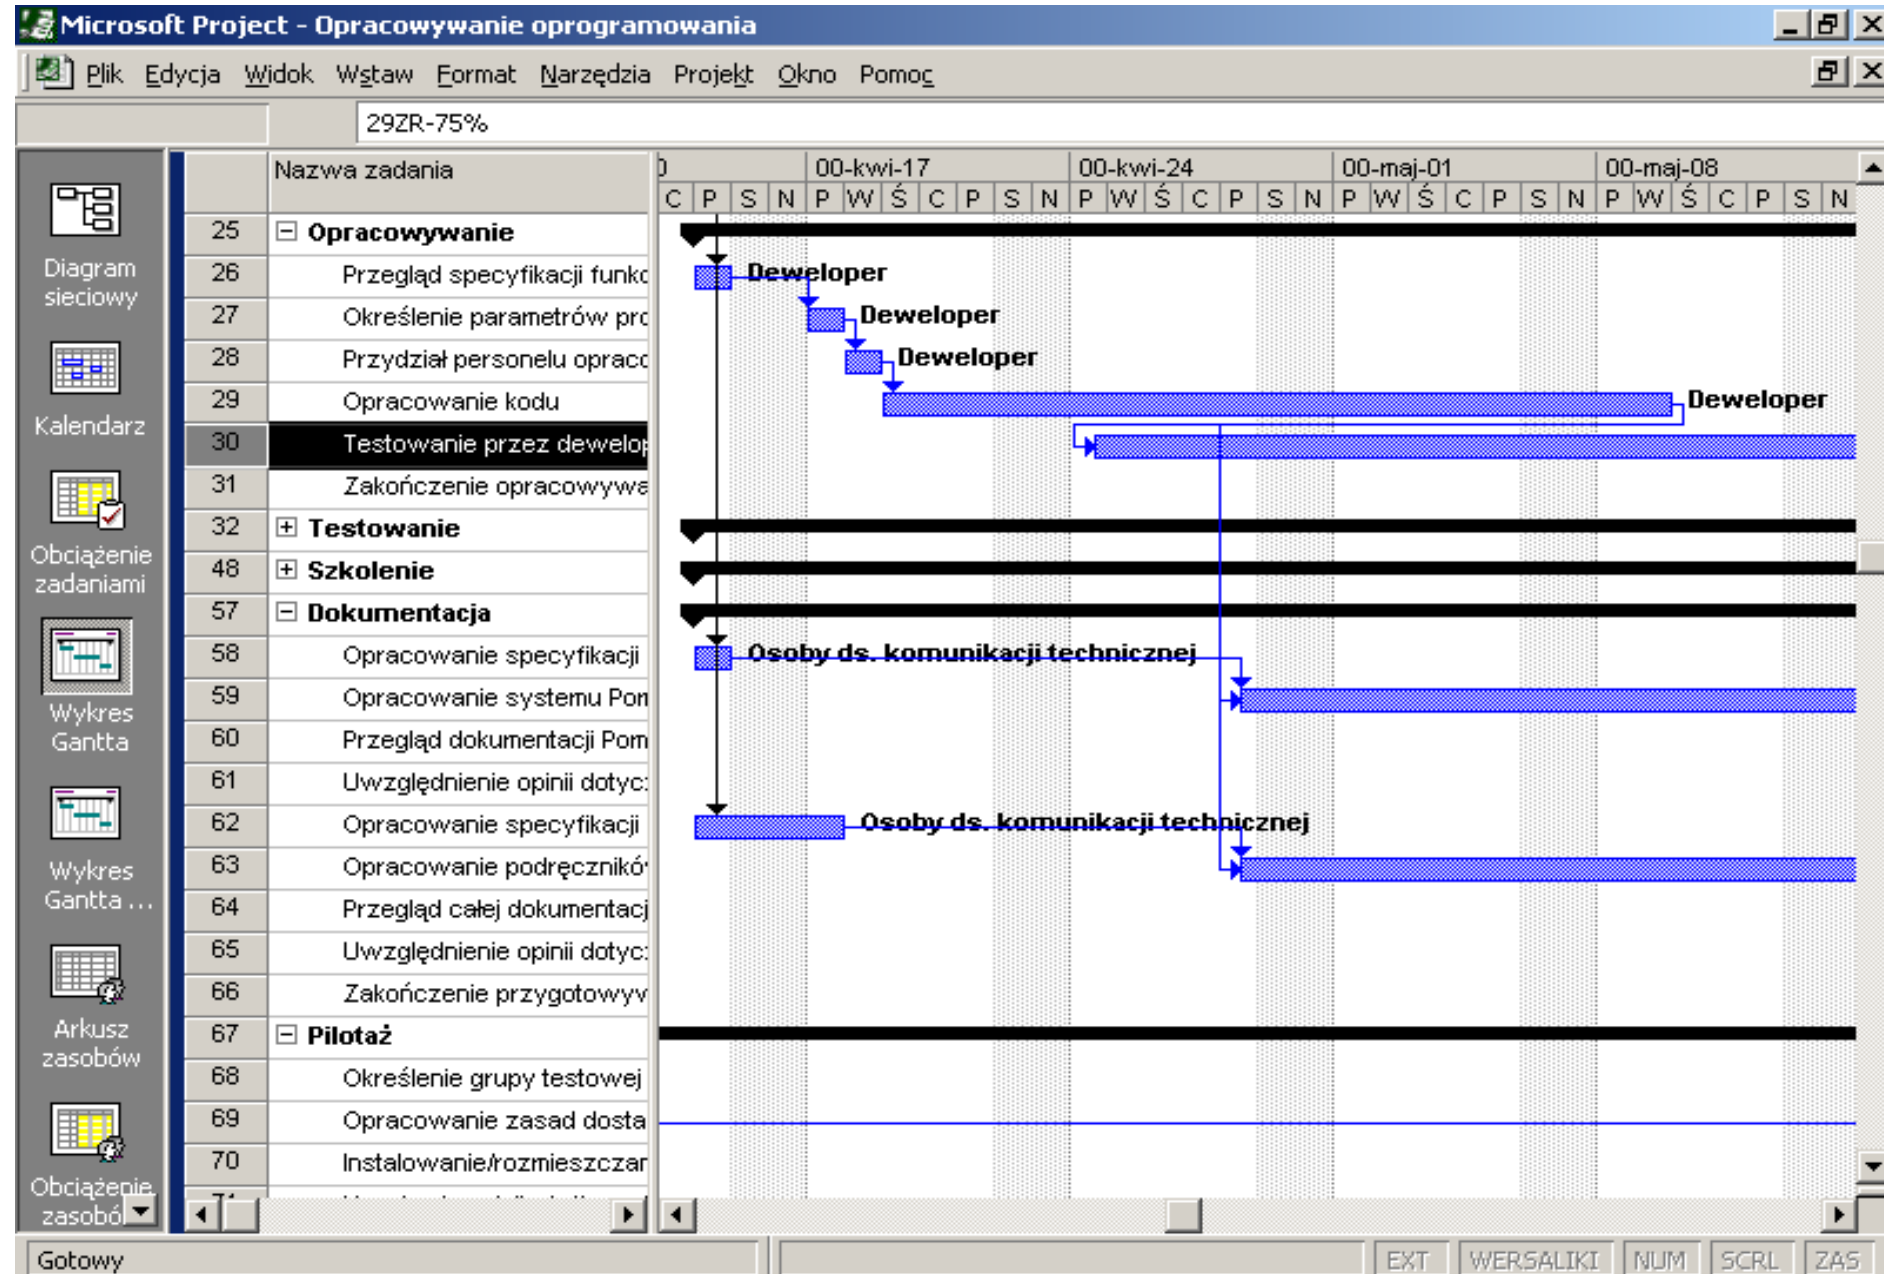 Microsoft Project - Opracowywanie oprogramowania
Plik Edycja Widok Wstaw Format Narzędzia Projekt Okno Pomoc
29ZR-75%
Diagram
sieciowy
Kalendarz
Obciążenie
zadaniami
Wykres
Gantta
Wykres
Gantta ...
Arkusz
zasobów
Obciążenie
zasobó
Nazwa zadania
25 Opracowywanie
26 Przegląd specyfikacji funkc
27 Określenie parametrów pro
28 Przydział personelu opracc
29 Opracowanie kodu
30 Testowanie przez dewelop
31 Zakończenie opracowywa
32 Testowanie
48 Szkolenie
57 Dokumentacja
58 Opracowanie specyfikacji
59 Opracowanie systemu Pom
60 Przegląd dokumentacji Pom
61 Uwzględnienie opinii dotyc
62 Opracowanie specyfikacji
63 Opracowanie podręcznikó
64 Przegląd całej dokumentacj
65 Uwzględnienie opinii dotyc
66 Zakończenie przygotowyv
67 Pilotaż
68 Określenie grupy testowej
69 Opracowanie zasad dosta
70 Instalowanie/rozmieszczar
00-kwi-17 00-kwi-24 00-maj-01 00-maj-08
C P S N P W Ś C P S N P W Ś C P S N P W Ś C P S N P W Ś C P S N
Deweloper
Deweloper
Deweloper
Deweloper
Osoby ds. komunikacji technicznej
Osoby ds. komunikacji technicznej
Gotowy
EXT WERSALIKI NUM SCRL ZAS